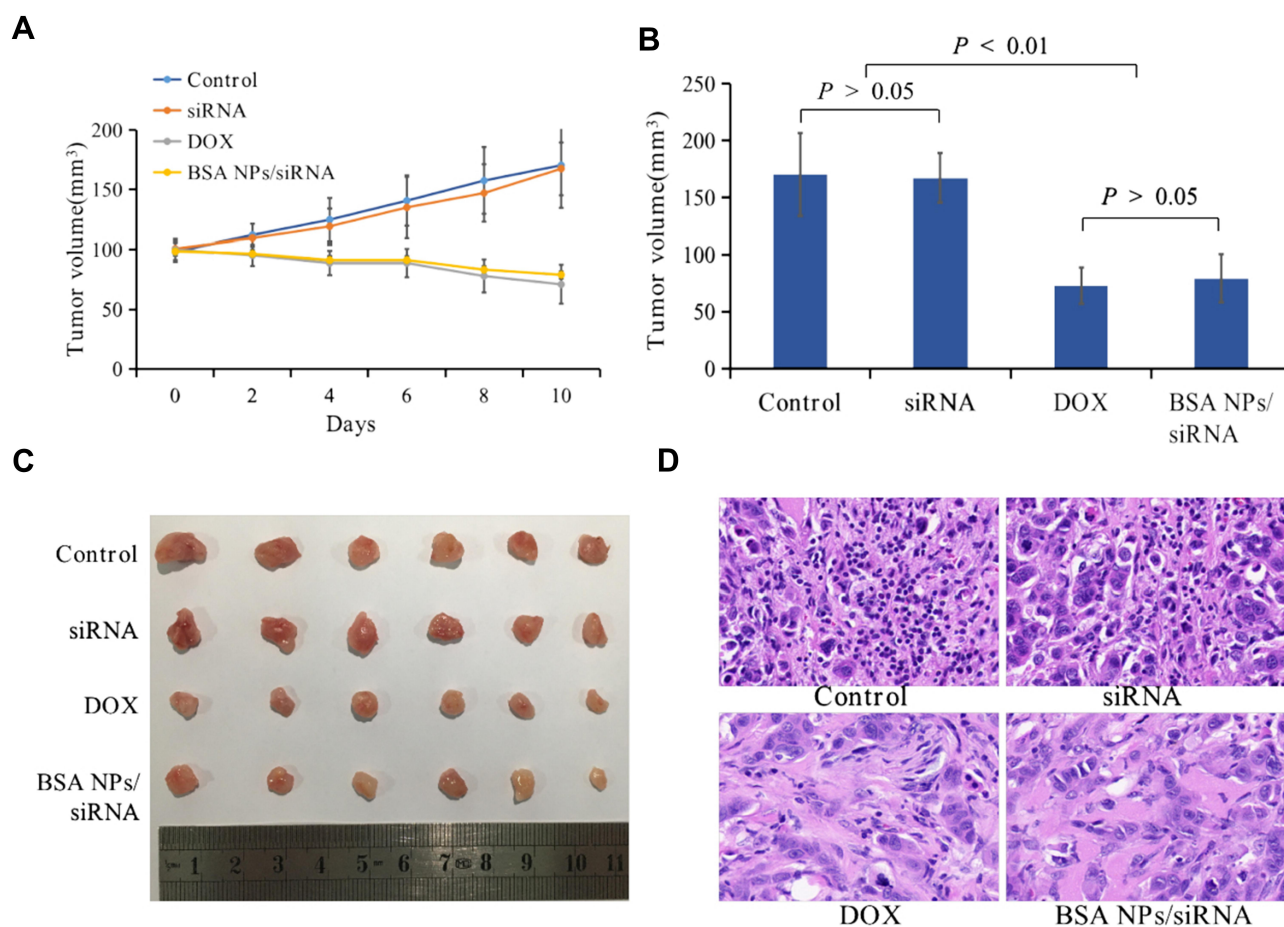 A
Control
siRNA
DOX
BSA NPs/siRNA
Tumor volume(mm³)
200
150
100
50
0
0 2 4 6 8 10
Days
B
P < 0.01
P > 0.05
P > 0.05
Tumor volume(mm³)
250
200
150
100
50
0
Control siRNA DOX BSA NPs/
siRNA
C
Control
siRNA
DOX
BSA NPs/
siRNA
1 2 3 4 5 6 7 8 9 10 11
D
Control siRNA
DOX BSA NPs/siRNA